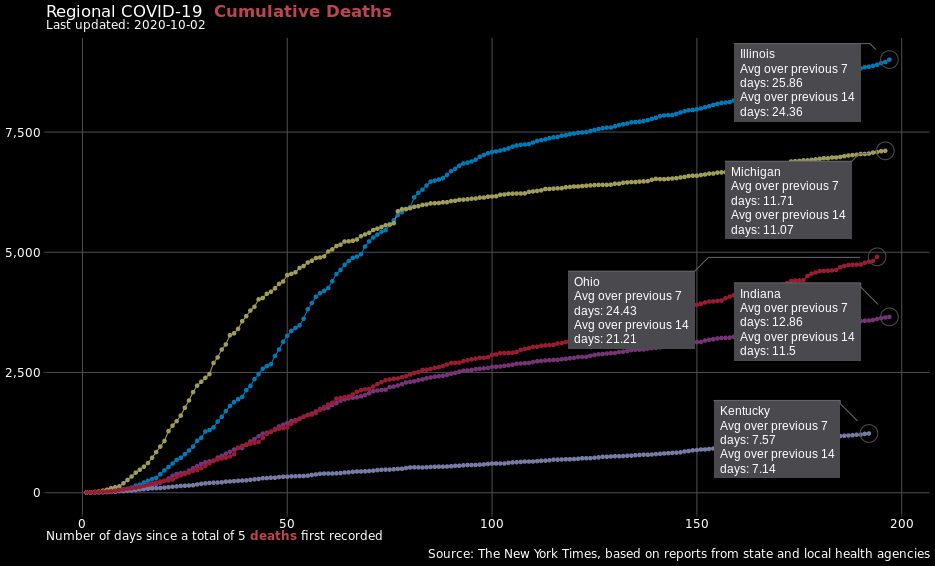 Regional COVID-19 Cumulative Deaths
Last updated: 2020-10-02
Illinois
Avg over previous 7
days: 25.86
Avg over previous 14
days: 24.36
7,500
Michigan
Avg over previous 7
days: 11.71
Avg over previous 14
days: 11.07
5,000
Ohio
Avg over previous 7
days: 24.43
Avg over previous 14
days: 21.21
Indiana
Avg over previous 7
days: 12.86
Avg over previous 14
days: 11.5
2,500
Kentucky
Avg over previous 7
days: 7.57
Avg over previous 14
days: 7.14
0
0 50 100 150 200
Number of days since a total of 5 deaths first recorded
Source: The New York Times, based on reports from state and local health agencies